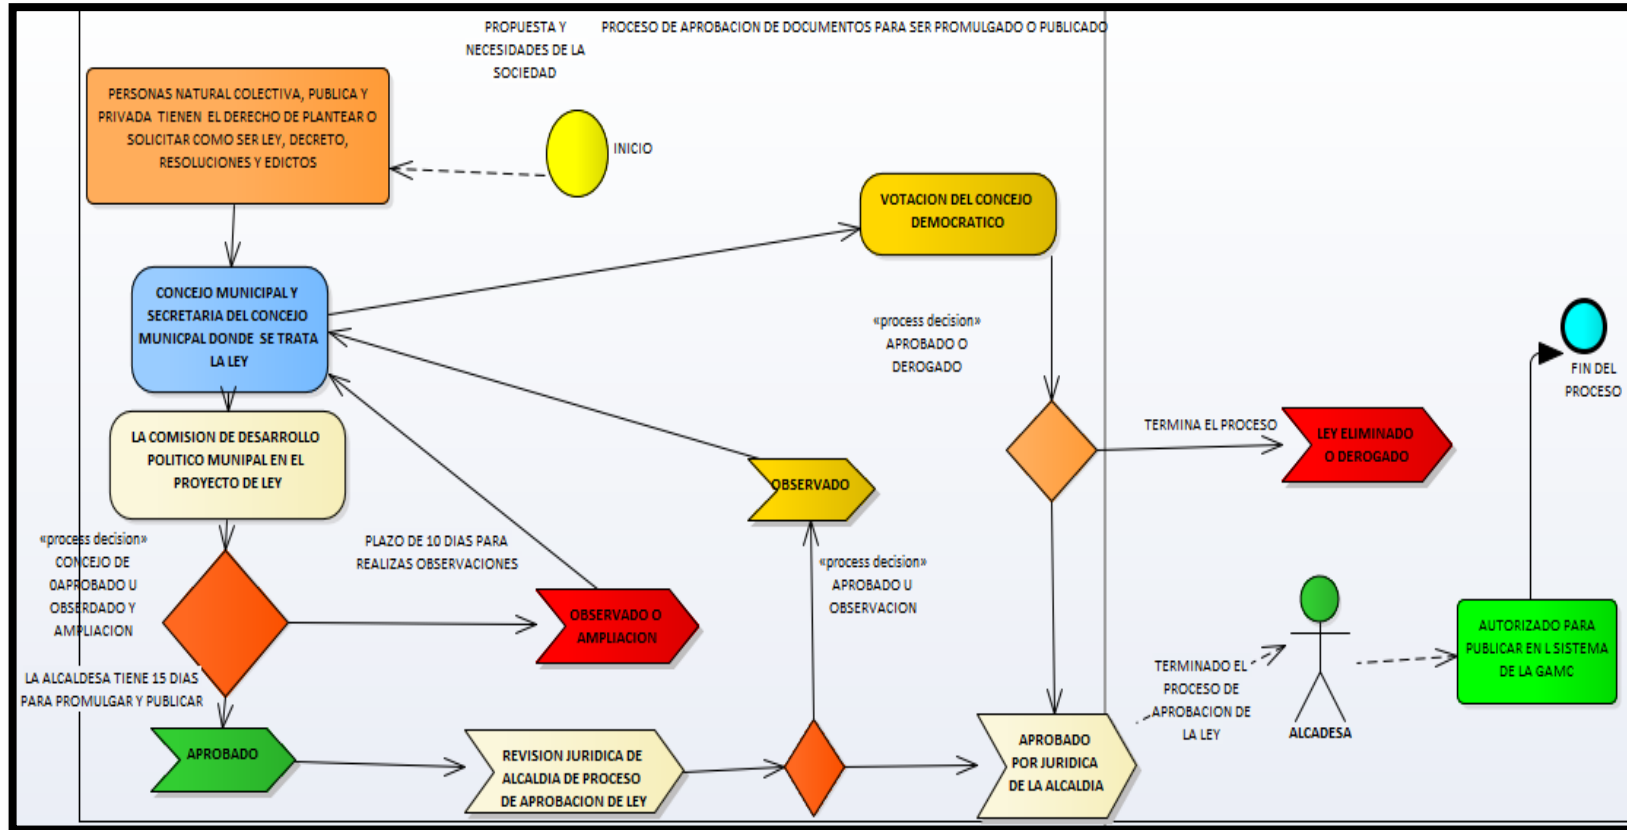 PROPUESTA Y
NECESIDADES DE LA
SOCIEDAD
PROCESO DE APROBACION DE DOCUMENTOS PARA SER PROMULGADO O PUBLICADO
PERSONAS NATURAL COLECTIVA, PUBLICA Y
PRIVADA TIENEN EL DERECHO DE PLANTEAR O
SOLICITAR COMO SER LEY, DECRETO,
RESOLUCIONES Y EDICTOS
INICIO
VOTACION DEL CONCEJO
DEMOCRATICO
CONCEJO MUNICIPAL Y
SECRETARIA DEL CONCEJO
MUNICPAL DONDE SE TRATA
LA LEY
«process decision»
APROBADO O
DEROGADO
FIN DEL
PROCESO
LA COMISION DE DESARROLLO
POLITICO MUNIPAL EN EL
PROYECTO DE LEY
TERMINA EL PROCESO
LEY ELIMINADO
O DEROGADO
OBSERVADO
«process decision»
CONCEJO DE
0APROBADO U
OBSERDADO Y
AMPLIACION
PLAZO DE 10 DIAS PARA
REALIZAS OBSERVACIONES
«process decision»
APROBADO U
OBSERVACION
OBSERVADO O
AMPLIACION
AUTORIZADO PARA
PUBLICAR EN L SISTEMA
DE LA GAMC
LA ALCALDESA TIENE 15 DIAS
PARA PROMULGAR Y PUBLICAR
TERMINADO EL
PROCESO DE
APROBACION DE
LA LEY
ALCADESA
APROBADO
REVISION JURIDICA DE
ALCALDIA DE PROCESO
DE APROBACION DE LEY
APROBADO
POR JURIDICA
DE LA ALCALDIA